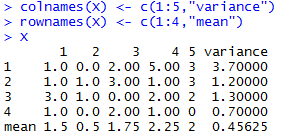 > colnames(X) <- c(1:5,"variance")
> rownames(X) <- c(1:4,"mean")
> X
       1   2    3    4 5 variance
1    1.0 0.0 2.00 5.00 3  3.70000
2    1.0 1.0 3.00 1.00 3  1.20000
3    3.0 1.0 0.00 2.00 2  1.30000
4    1.0 0.0 2.00 1.00 0  0.70000
mean 1.5 0.5 1.75 2.25 2  0.45625